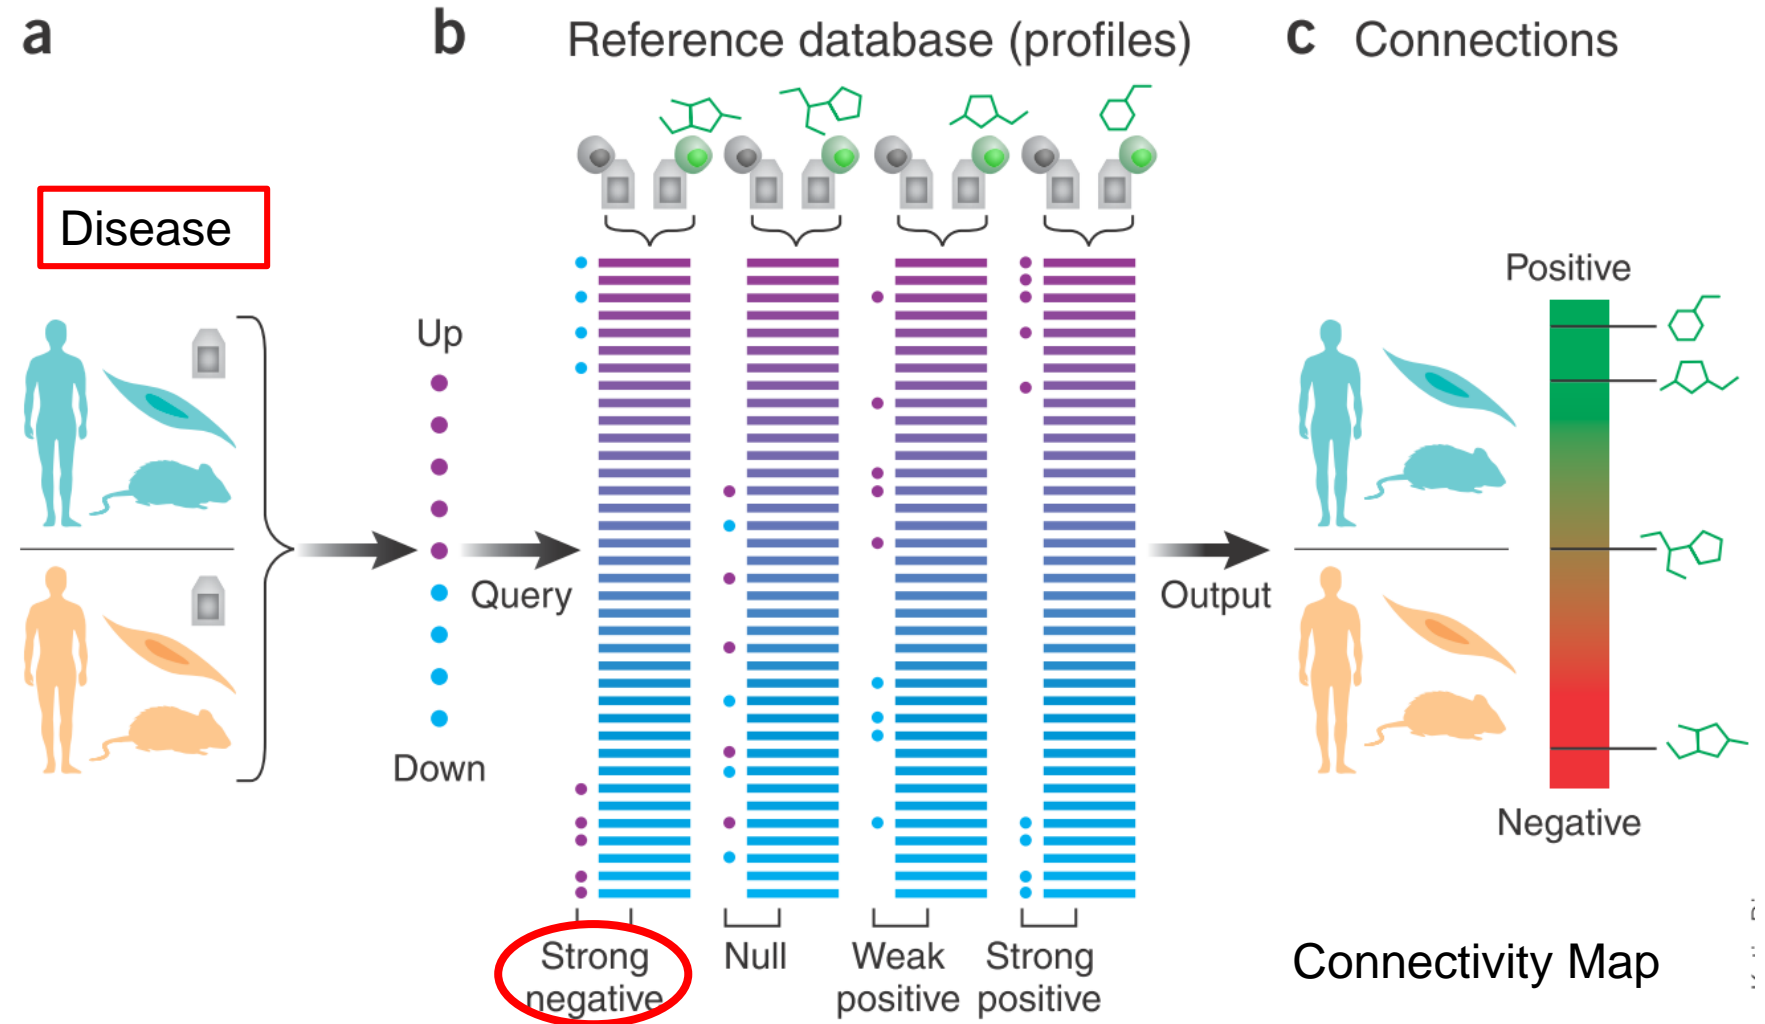 a
b Reference database (profiles)
c Connections
Disease
Up
Down
Query
Strong
negative
Null
Weak
positive
Strong
positive
Output
Positive
Negative
Connectivity Map